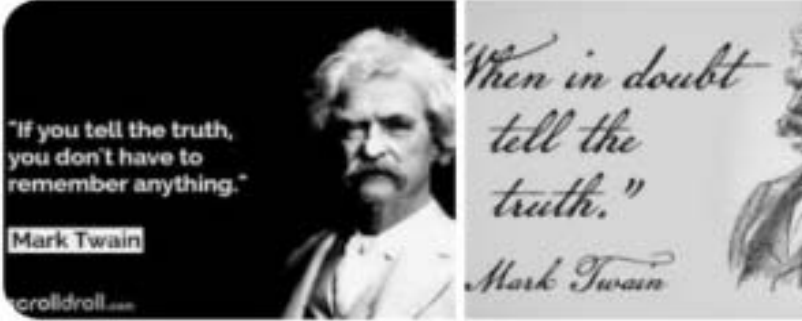 "If you tell the truth,
you don't have to
remember anything."
Mark Twain
scrolldroll.com
When in doubt
tell the
truth."
Mark Twain